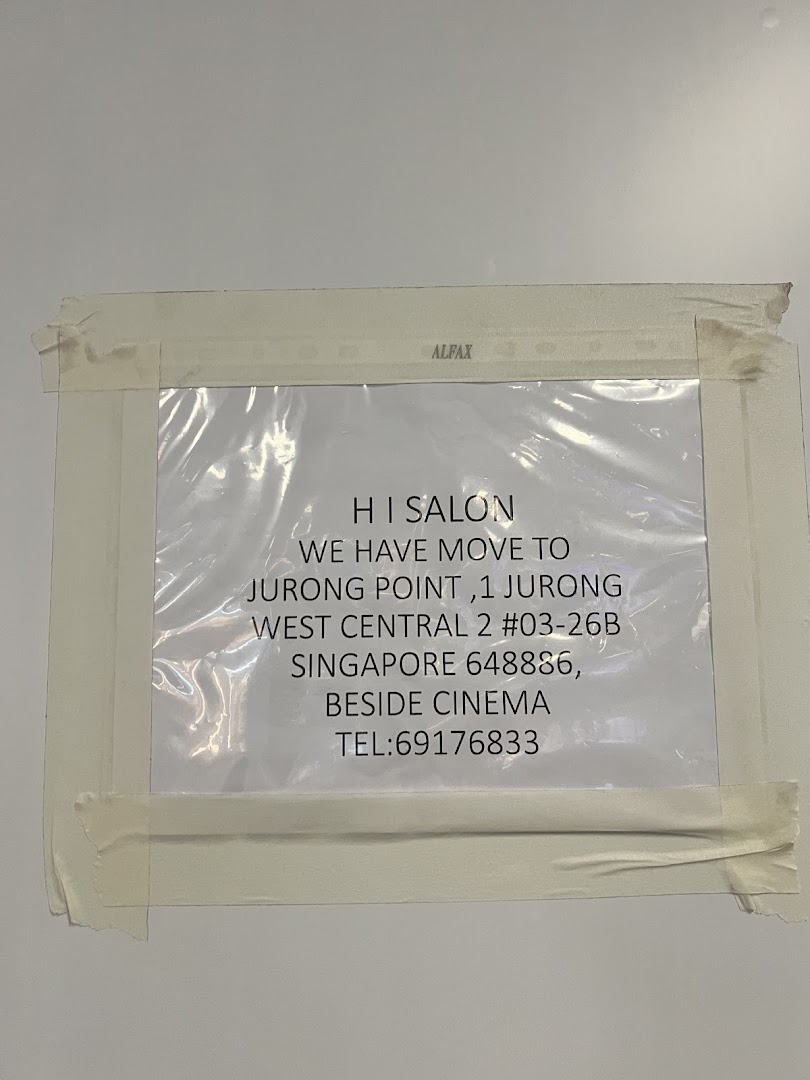 ALFAX
H I SALON
WE HAVE MOVE TO
JURONG POINT ,1 JURONG
WEST CENTRAL 2 #03-26B
SINGAPORE 648886,
BESIDE CINEMA
TEL:69176833